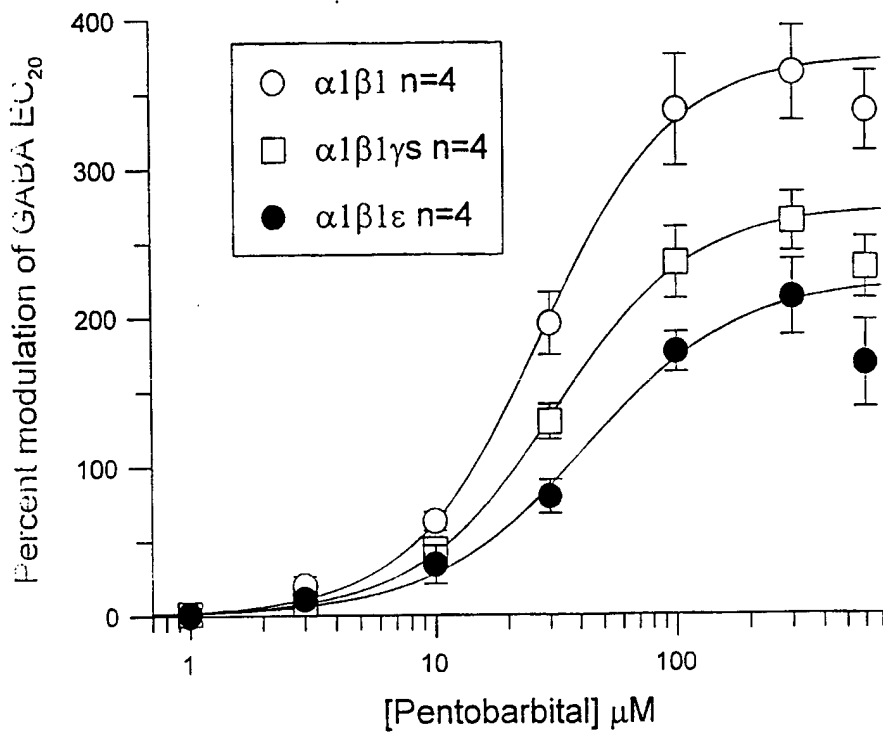 400
300
200
100
0
Percent modulation of GABA EC₂₀
α1β1 n=4
α1β1γs n=4
α1β1ε n=4
1
10
100
[Pentobarbital] μM